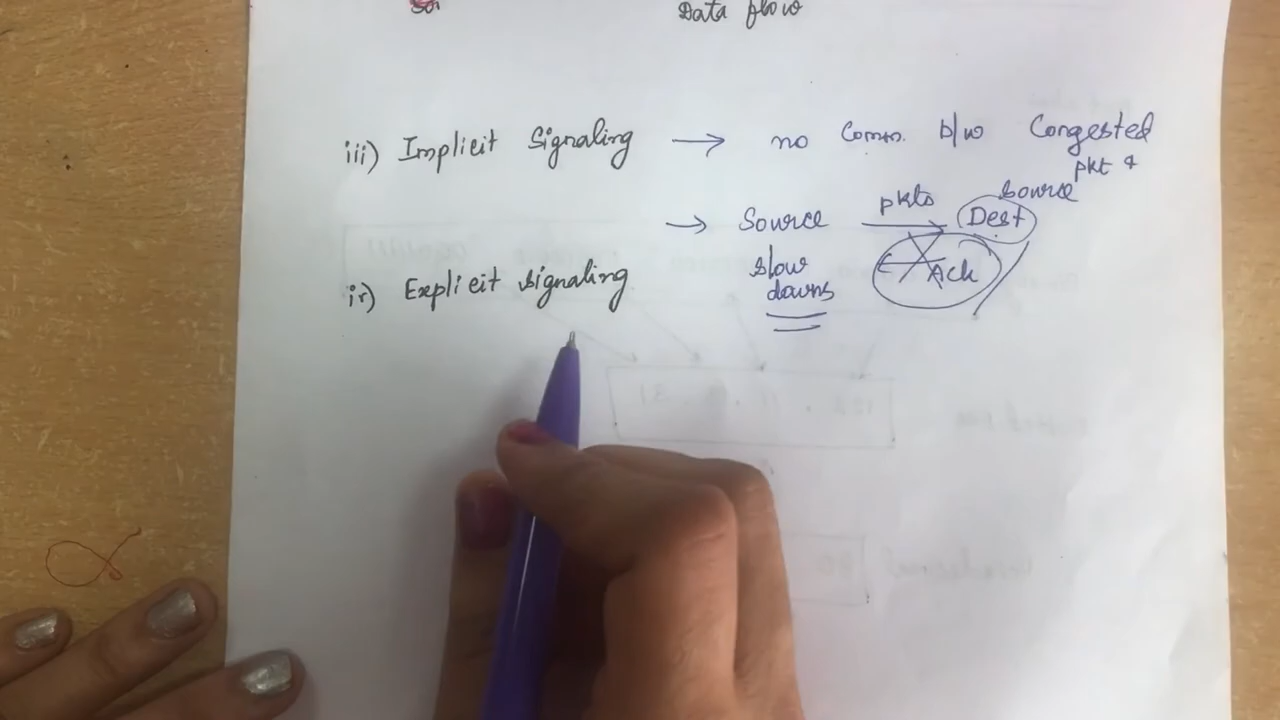 Data flow
iii) Implicit Signaling → no Comm. b/w Congested
pkt &
source
→ Source pkts Dest
slow Ack
downs
iv) Explicit signaling